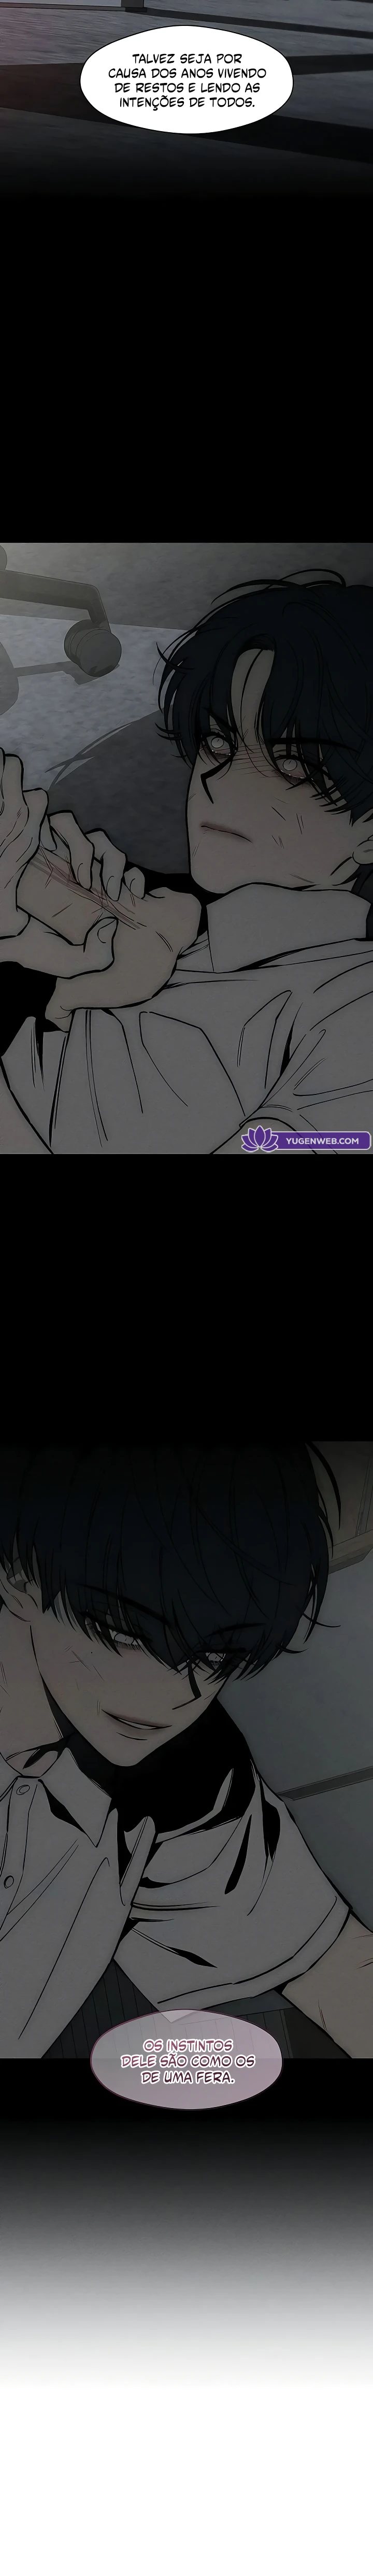 TALVEZ SEJA POR
CAUSA DOS ANOS VIVENDO
DE RESTOS E LENDO AS
INTENÇÕES DE TODOS.
YUGENWEB.COM
OS INSTINTOS
DELE SÃO COMO OS
DE UMA FERA.